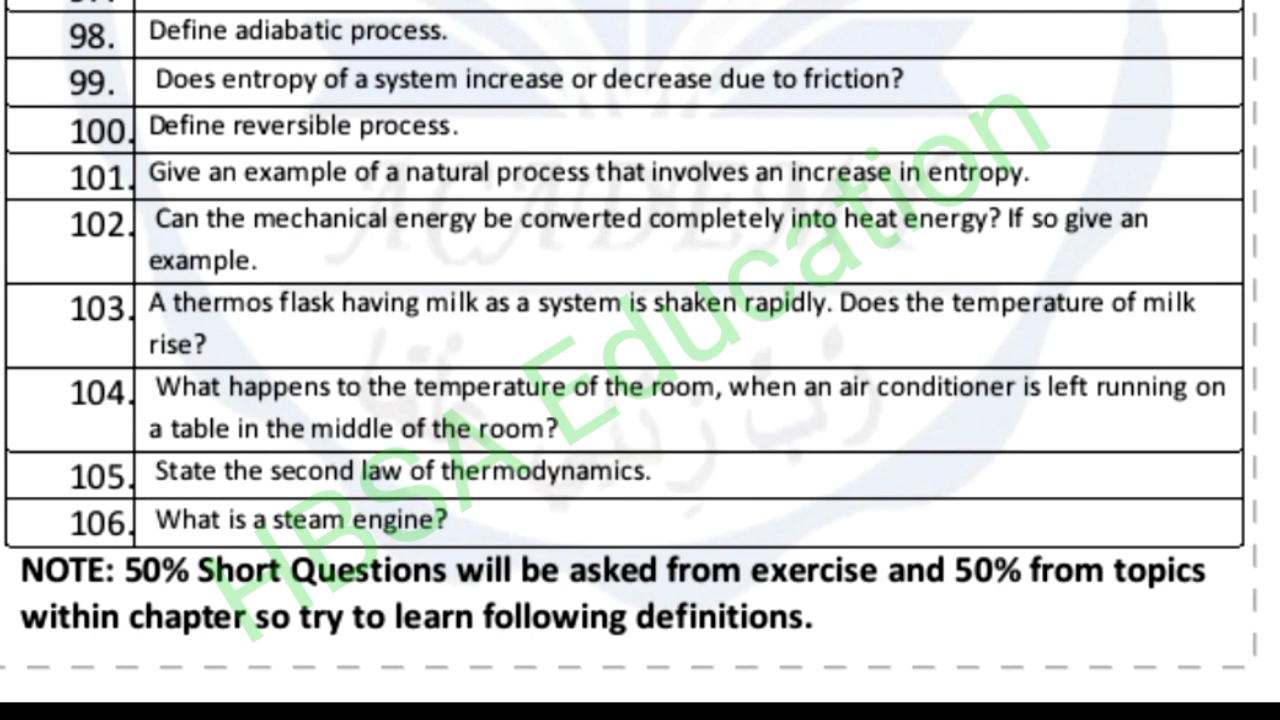 98. Define adiabatic process.
99. Does entropy of a system increase or decrease due to friction?
100. Define reversible process.
101. Give an example of a natural process that involves an increase in entropy.
102. Can the mechanical energy be converted completely into heat energy? If so give an
example.
103. A thermos flask having milk as a system is shaken rapidly. Does the temperature of milk
rise?
104. What happens to the temperature of the room, when an air conditioner is left running on
a table in the middle of the room?
105. State the second law of thermodynamics.
106. What is a steam engine?
NOTE: 50% Short Questions will be asked from exercise and 50% from topics
within chapter so try to learn following definitions.
HBSA Education